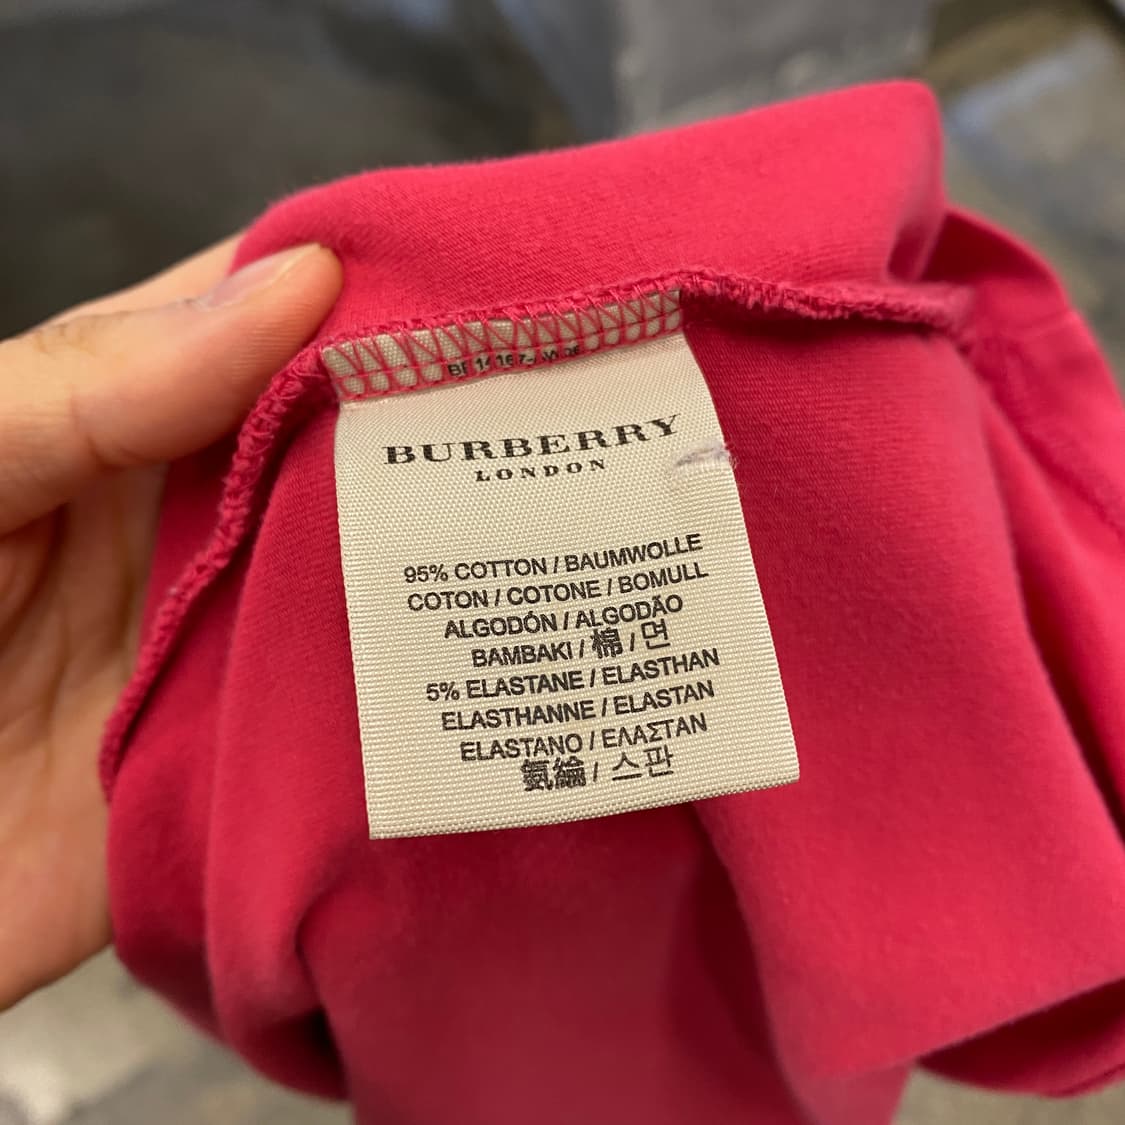 BURBERRY
LONDON
95% COTTON / BAUMWOLLE
COTON / COTONE / BOMULL
ALGODÓN / ALGODÃO
BAMBAKI / 棉 / 면
5% ELASTANE / ELASTHAN
ELASTHANNE / ELASTAN
ELASTANO / ΕΛΑΣΤΑΝ
氨綸 / 스판